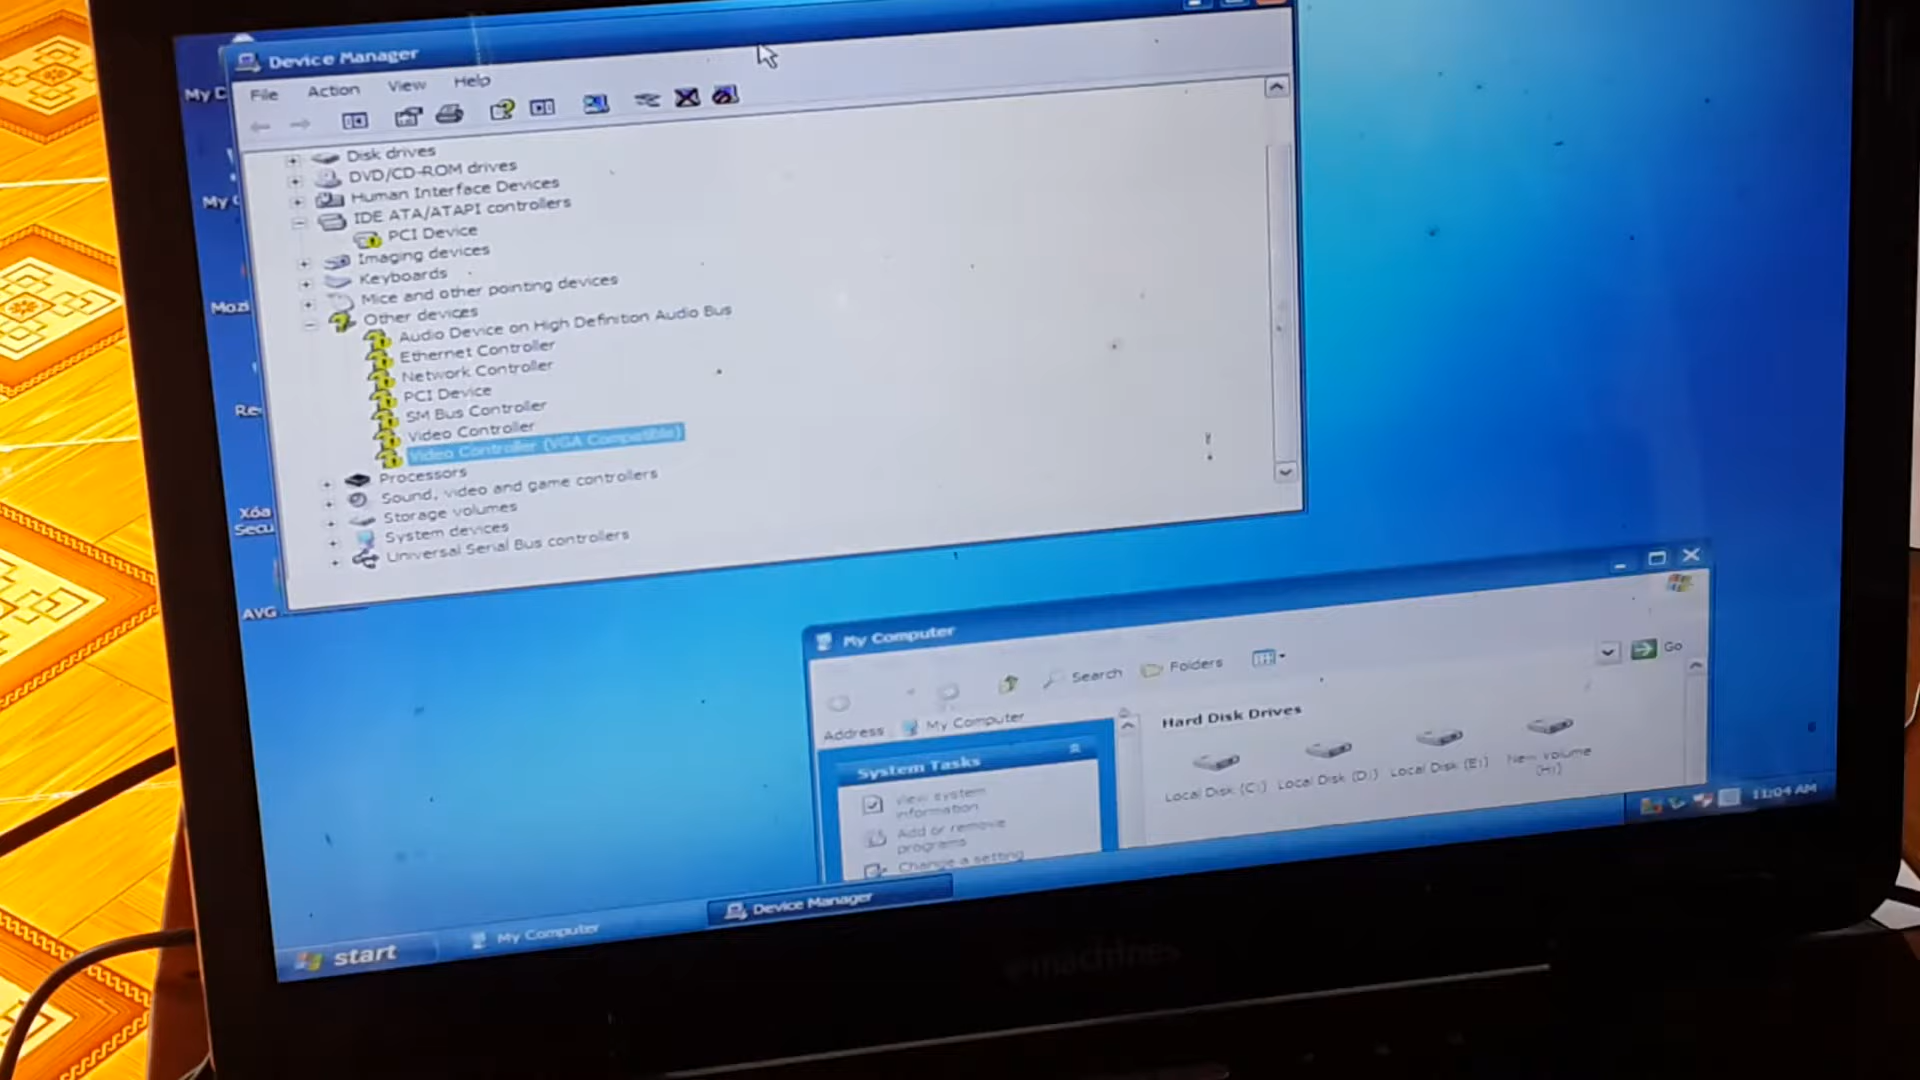 Device Manager
File Action View Help
Disk drives
DVD/CD-ROM drives
Human Interface Devices
IDE ATA/ATAPI controllers
PCI Device
Imaging devices
Keyboards
Mice and other pointing devices
Other devices
Audio Device on High Definition Audio Bus
Ethernet Controller
Network Controller
PCI Device
SM Bus Controller
Video Controller
Video Controller (VGA Compatible)
Processors
Sound, video and game controllers
Storage volumes
System devices
Universal Serial Bus controllers
My
My
Mozi
Re
Xóa
Secu
AVG
My Computer
Search Folders
Go
Address My Computer
System Tasks
View system
information
Add or remove
programs
Change a setting
Hard Disk Drives
Local Disk (C:) Local Disk (D:) Local Disk (E:) New Volume
(H:)
start My Computer Device Manager 11:04 AM
emachines